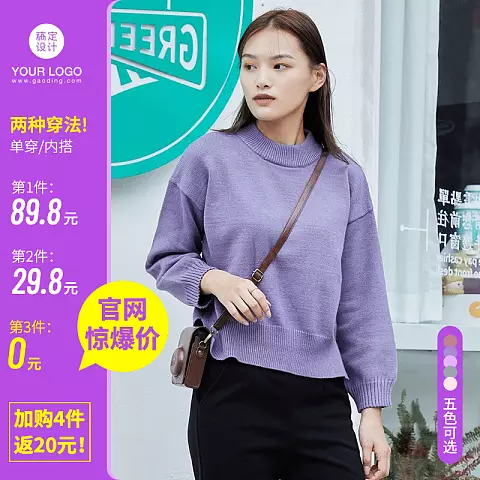 稿定
设计
YOUR LOGO
www.gaoding.com
两种穿法!
单穿/内搭
第1件:
89.8元
第2件:
29.8元
第3件:
0元
加购4件
返20元!
官网
惊爆价
五色可选
GREE
pay cashier